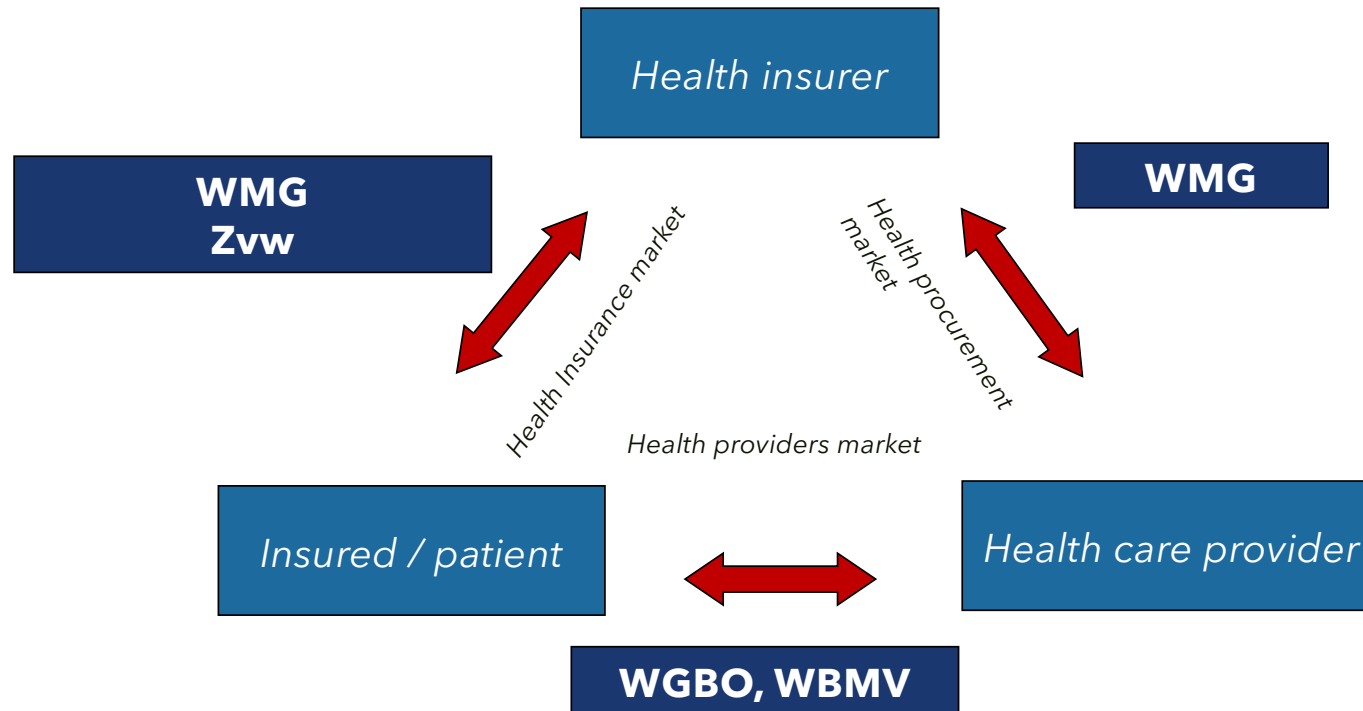 Health insurer
WMG
Zvw
WMG
Health Insurance market
Health procurement
market
Health providers market
Insured / patient
Health care provider
WGBO, WBMV